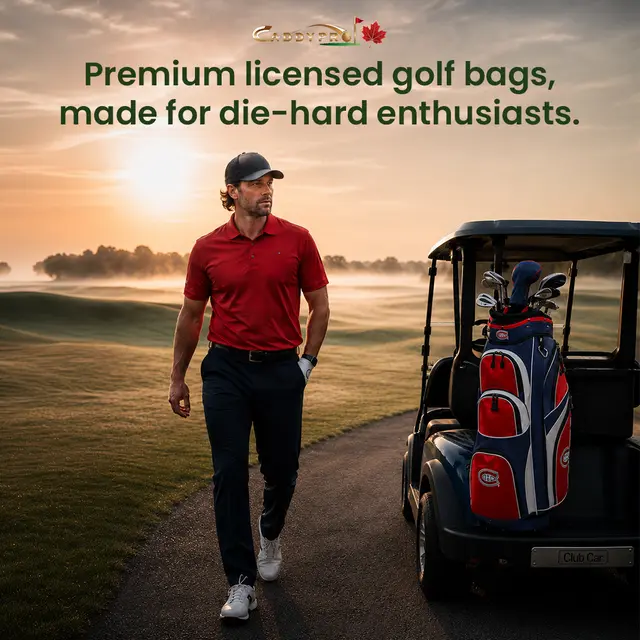 CADDYPRO
Premium licensed golf bags,
made for die-hard enthusiasts.
Club Car